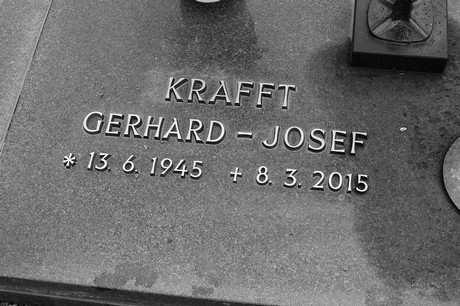 KRAFFT
GERHARD – JOSEF
* 13. 6. 1945 + 8. 3. 2015